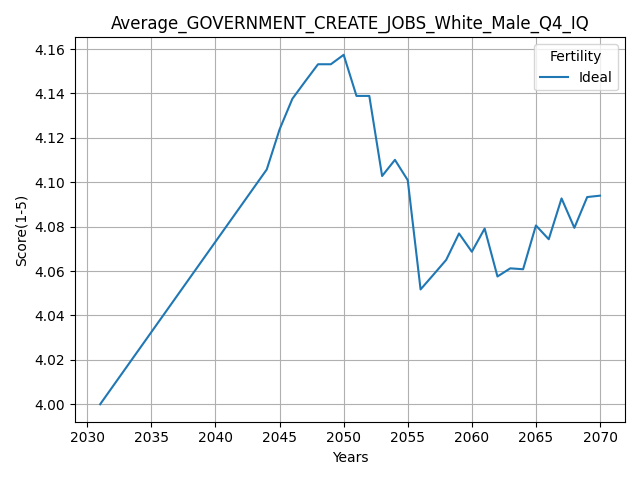 Average_GOVERNMENT_CREATE_JOBS_White_Male_Q4_IQ
Fertility
Ideal
4.16
4.14
4.12
4.10
4.08
4.06
4.04
4.02
4.00
Score(1-5)
2030 2035 2040 2045 2050 2055 2060 2065 2070
Years